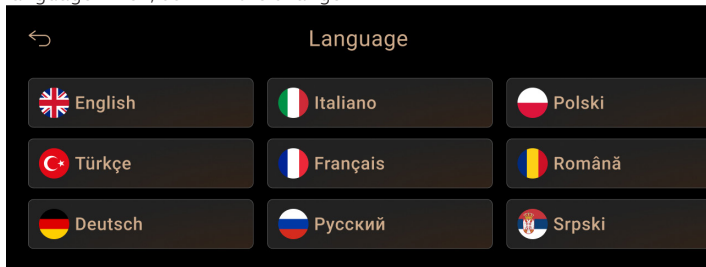 Language
English
Italiano
Polski
Türkçe
Français
Română
Deutsch
Русский
Srpski